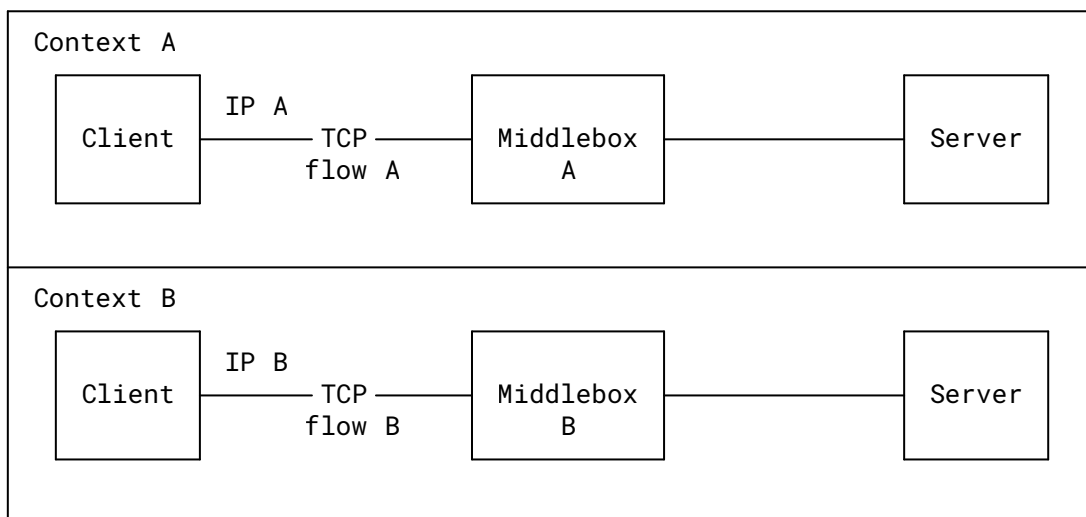 Context A
IP A
Client TCP Middlebox Server
flow A A
Context B
IP B
Client TCP Middlebox Server
flow B B